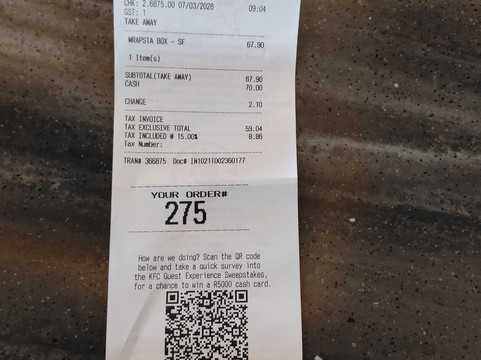 CHK: 2.6875.00 07/03/2026 09:04
GST: 1
TAKE AWAY
WRAPSTA BOX - SF 67.90
1 Item(s)
SUBTOTAL(TAKE AWAY) 67.90
CASH 70.00
CHANGE 2.10
TAX INVOICE
TAX EXCLUSIVE TOTAL 59.04
TAX INCLUDED @ 15.00% 8.86
Tax Number:
TRAN# 366875 Doc# IN1021T002360177
YOUR ORDER#
275
How are we doing? Scan the QR code
below and take a quick survey into
the KFC Guest Experience Sweepstakes,
for a chance to win a R5000 cash card.